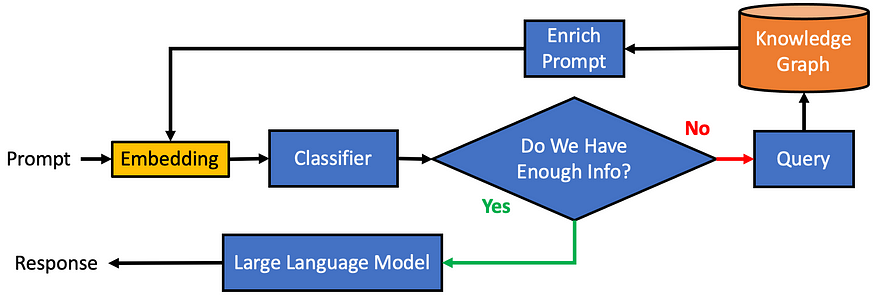 Enrich
Prompt
Knowledge
Graph
Prompt
Embedding
Classifier
Do We Have
Enough Info?
No
Query
Yes
Response
Large Language Model